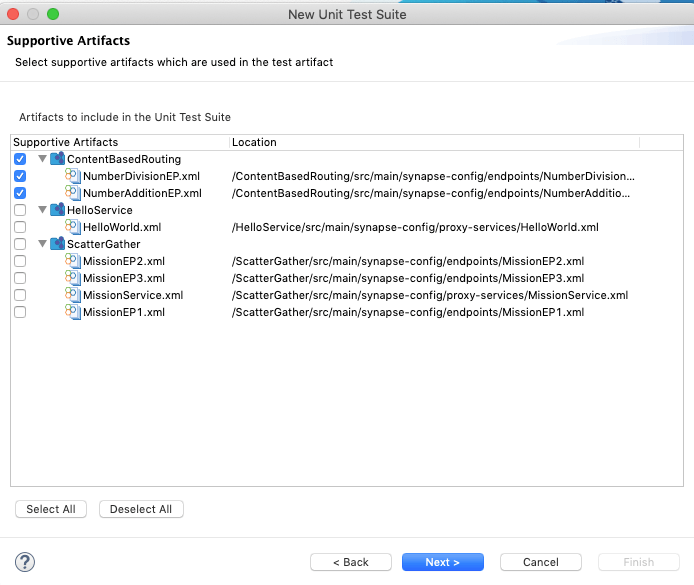 New Unit Test Suite
Supportive Artifacts
Select supportive artifacts which are used in the test artifact
Artifacts to include in the Unit Test Suite
Supportive Artifacts Location
ContentBasedRouting
NumberDivisionEP.xml /ContentBasedRouting/src/main/synapse-config/endpoints/NumberDivision...
NumberAdditionEP.xml /ContentBasedRouting/src/main/synapse-config/endpoints/NumberAdditio...
HelloService
HelloWorld.xml /HelloService/src/main/synapse-config/proxy-services/HelloWorld.xml
ScatterGather
MissionEP2.xml /ScatterGather/src/main/synapse-config/endpoints/MissionEP2.xml
MissionEP3.xml /ScatterGather/src/main/synapse-config/endpoints/MissionEP3.xml
MissionService.xml /ScatterGather/src/main/synapse-config/proxy-services/MissionService.xml
MissionEP1.xml /ScatterGather/src/main/synapse-config/endpoints/MissionEP1.xml
Select All Deselect All
? < Back Next > Cancel Finish